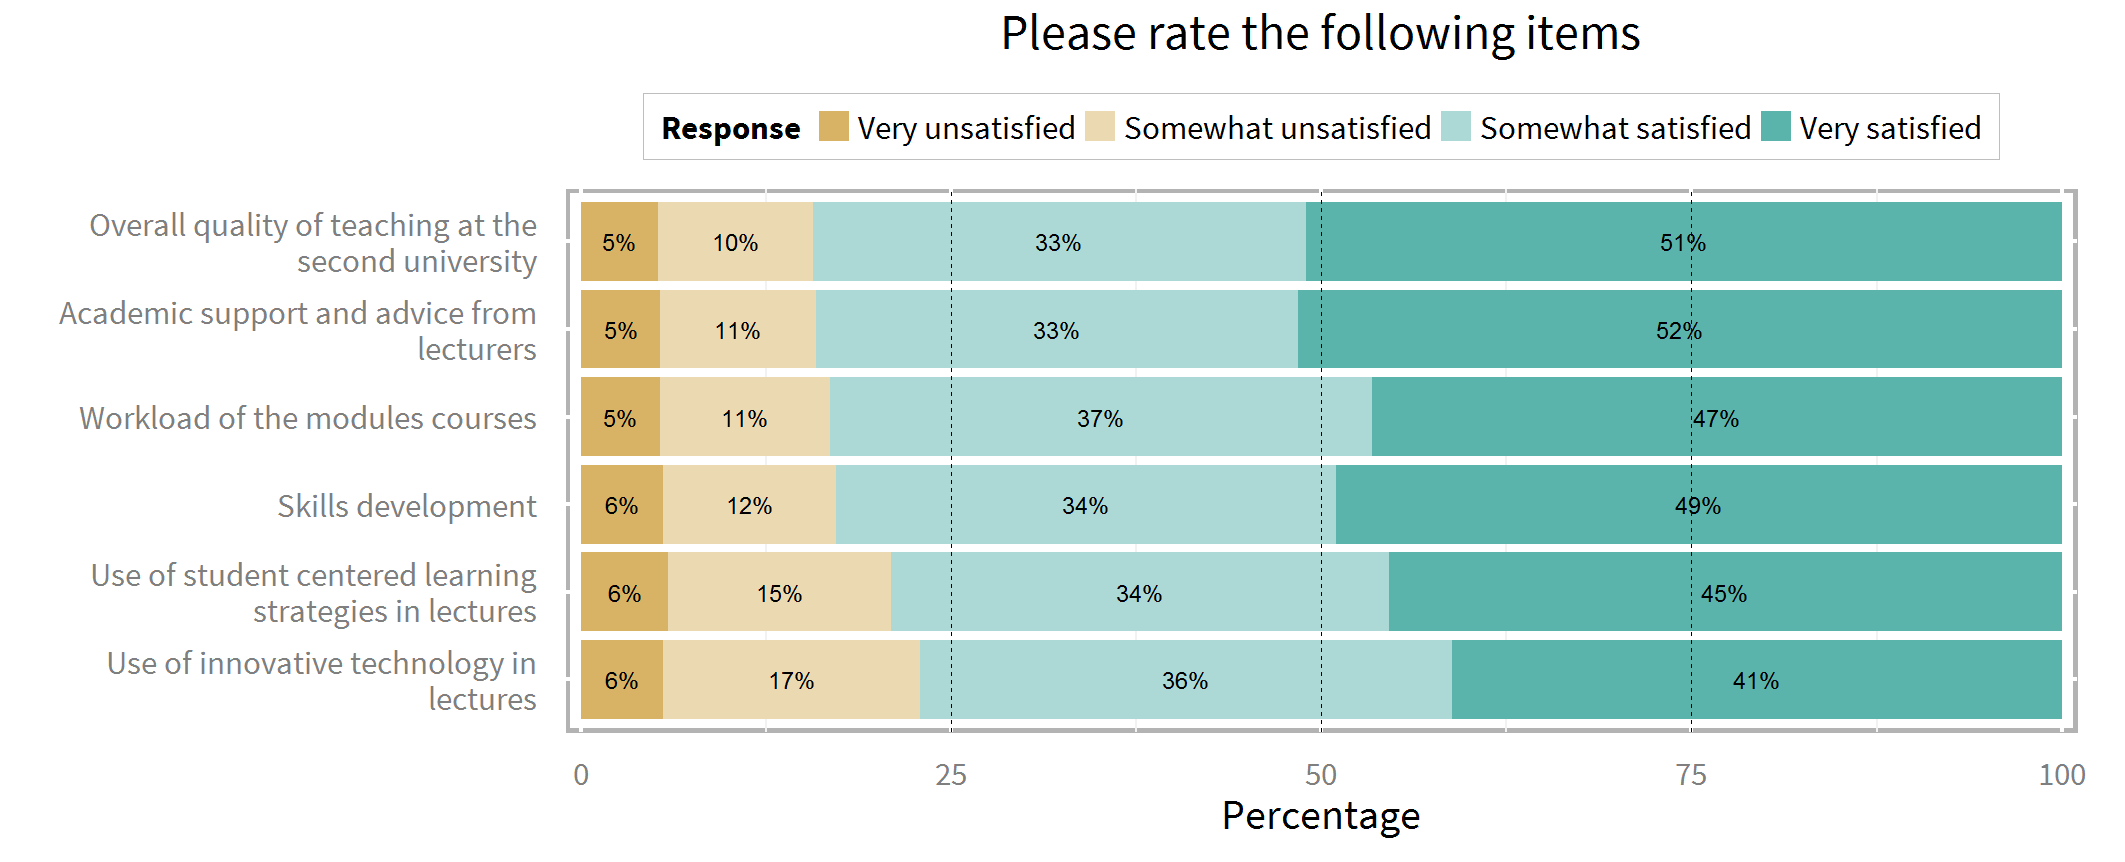 Please rate the following items
Response Very unsatisfied Somewhat unsatisfied Somewhat satisfied Very satisfied
Overall quality of teaching at the
second university
5% 10% 33% 51%
Academic support and advice from
lecturers
5% 11% 33% 52%
Workload of the modules courses
5% 11% 37% 47%
Skills development
6% 12% 34% 49%
Use of student centered learning
strategies in lectures
6% 15% 34% 45%
Use of innovative technology in
lectures
6% 17% 36% 41%
0 25 50 75 100
Percentage